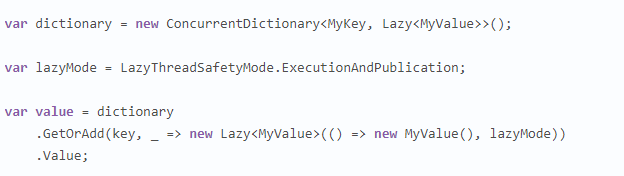 var dictionary = new ConcurrentDictionary<MyKey, Lazy<MyValue>>();
var lazyMode = LazyThreadSafetyMode.ExecutionAndPublication;
var value = dictionary
    .GetOrAdd(key, _ => new Lazy<MyValue>(() => new MyValue(), lazyMode))
    .Value;